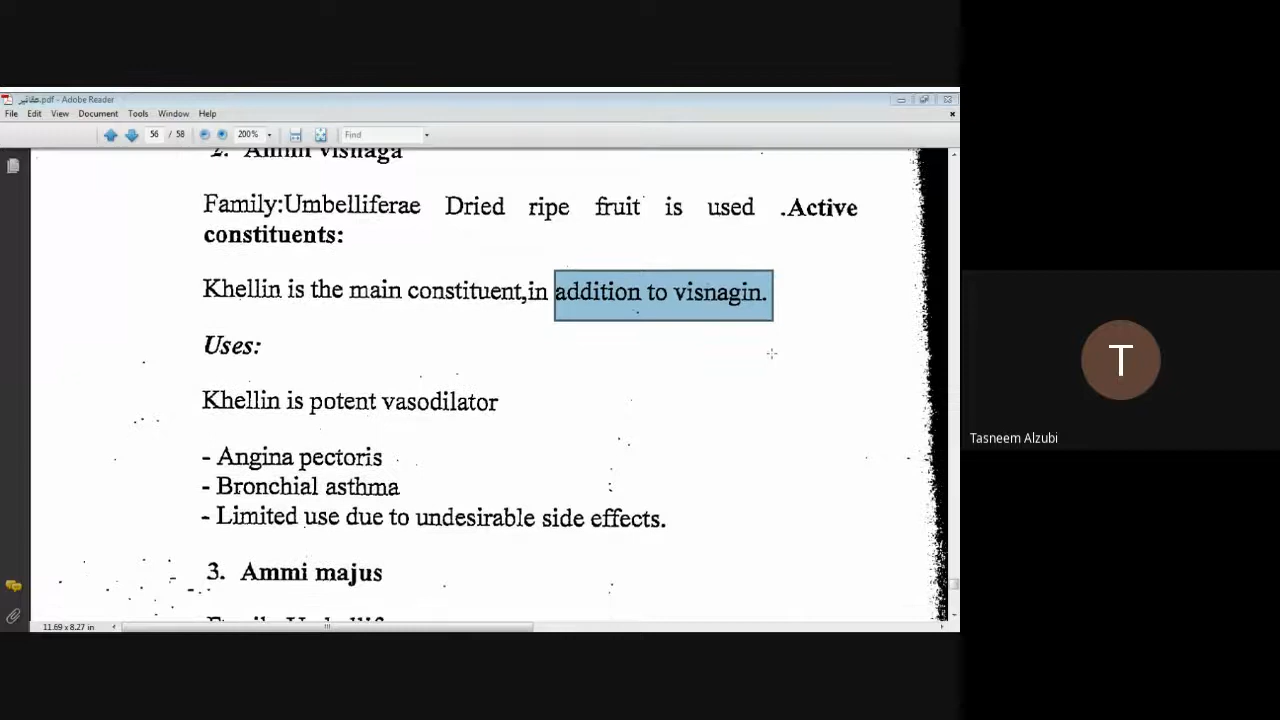 .pdf - Adobe Reader
File Edit View Document Tools Window Help
56 / 58 200% Find
2. Ammi visnaga
Family:Umbelliferae Dried ripe fruit is used .Active
constituents:
Khellin is the main constituent,in addition to visnagin.
Uses:
Khellin is potent vasodilator
- Angina pectoris
- Bronchial asthma
- Limited use due to undesirable side effects.
3. Ammi majus
11.69 x 8.27 in
T
Tasneem Alzubi